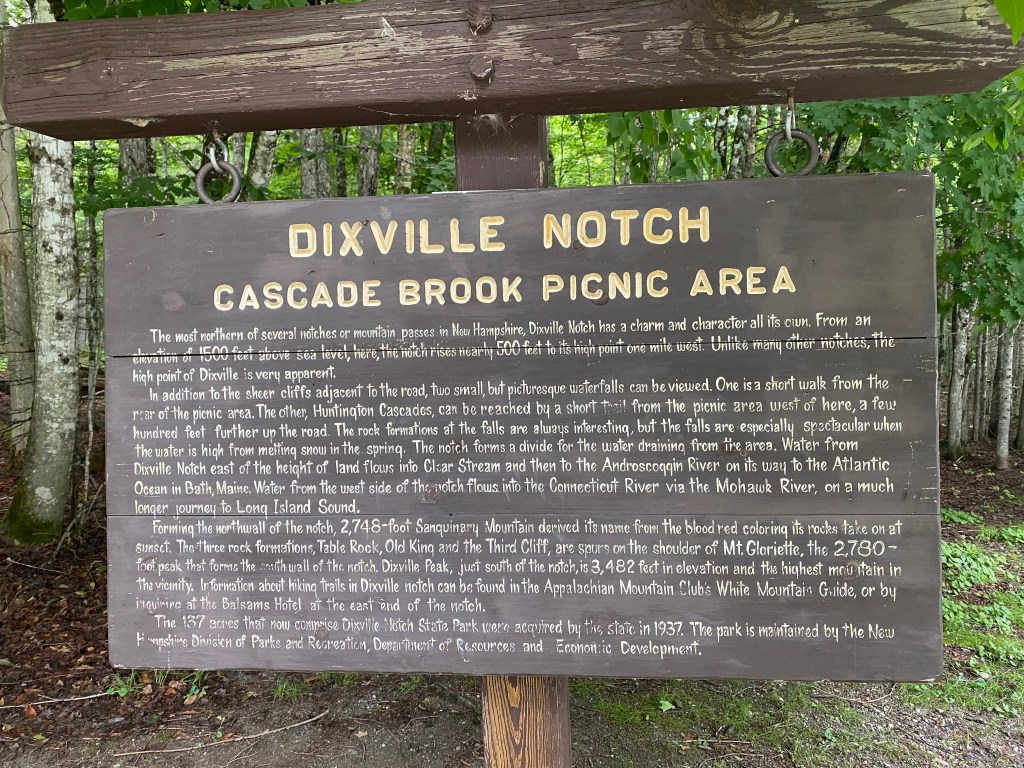 DIXVILLE NOTCH
CASCADE BROOK PICNIC AREA
The most northern of several notches or mountain passes in New Hampshire, Dixville Notch has a charm and character all its own. From an
elevation of 1500 feet above sea level, here, the notch rises nearly 500 feet to its high point one mile west. Unlike many other notches, the
high point of Dixville is very apparent.
In addition to the sheer cliffs adjacent to the road, two small, but picturesque waterfalls can be viewed. One is a short walk from the
rear of the picnic area. The other, Huntington Cascades, can be reached by a short trail from the picnic area west of here, a few
hundred feet further up the road. The rock formations at the falls are always interesting, but the falls are especially spectacular when
the water is high from melting snow in the spring. The notch forms a divide for the water draining from the area. Water from
Dixville Notch east of the height of land flows into Clear Stream and then to the Androscoggin River on its way to the Atlantic
Ocean in Bath, Maine. Water from the west side of the notch flows into the Connecticut River via the Mohawk River, on a much
longer journey to Long Island Sound.
Forming the northwall of the notch, 2,748-foot Sanguinary Mountain derived its name from the blood red coloring its rocks take on at
sunset. The three rock formations, Table Rock, Old King and the Third Cliff, are spurs on the shoulder of Mt. Gloriette, the 2,780-
foot peak that forms the south wall of the notch. Dixville Peak, just south of the notch, is 3,482 feet in elevation and the highest mountain in
the vicinity. Information about hiking trails in Dixville notch can be found in the Appalachian Mountain Clubs White Mountain Guide, or by
inquiring at the Balsams Hotel at the east end of the notch.
The 137 acres that now comprise Dixville Notch State Park were acquired by the state in 1937. The park is maintained by the New
Hampshire Division of Parks and Recreation, Department of Resources and Economic Development.